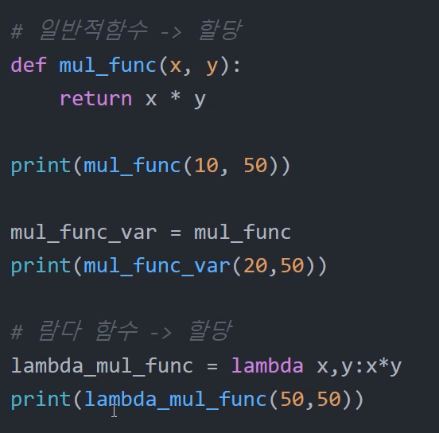 # 일반적함수 -> 할당
def mul_func(x, y):
    return x * y
print(mul_func(10, 50))
mul_func_var = mul_func
print(mul_func_var(20,50))
# 람다 함수 -> 할당
lambda_mul_func = lambda x,y:x*y
print(lambda_mul_func(50,50))